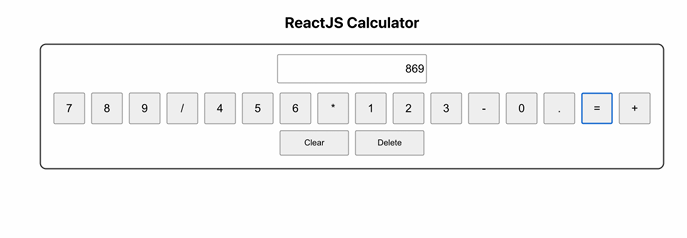 ReactJS Calculator
869
7 8 9 / 4 5 6 * 1 2 3 - 0 . = +
Clear Delete